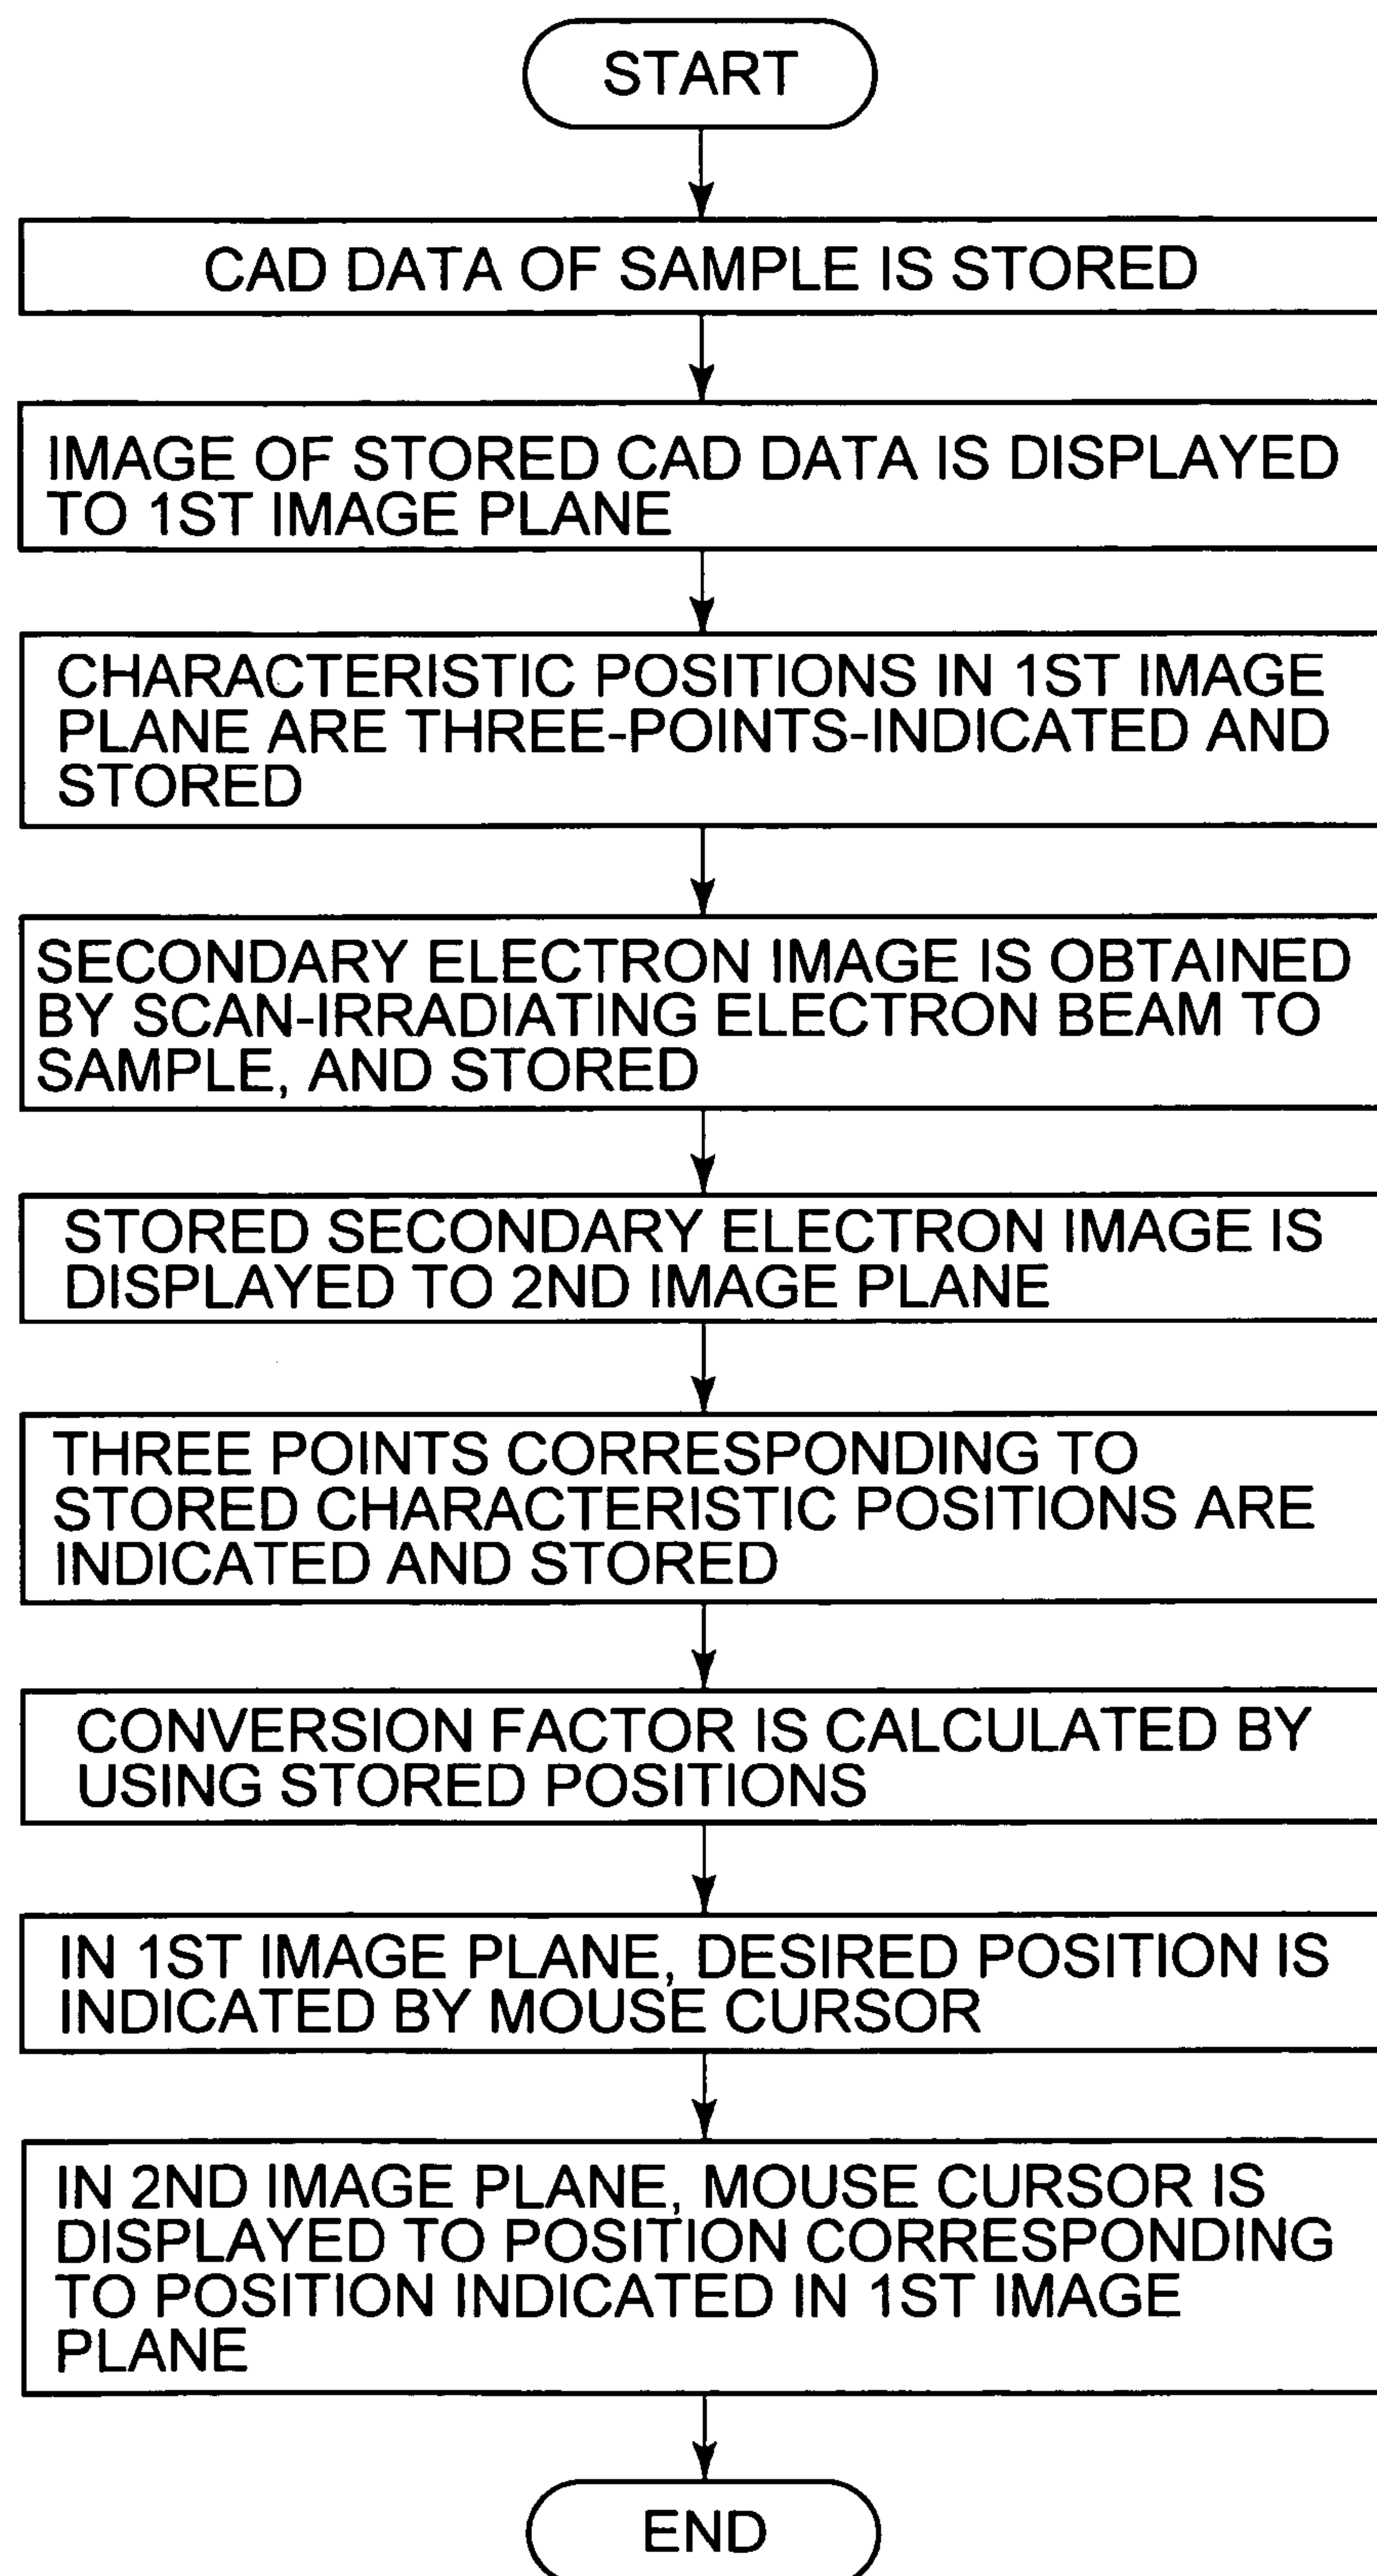 START
CAD DATA OF SAMPLE IS STORED
IMAGE OF STORED CAD DATA IS DISPLAYED
TO 1ST IMAGE PLANE
CHARACTERISTIC POSITIONS IN 1ST IMAGE
PLANE ARE THREE-POINTS-INDICATED AND
STORED
SECONDARY ELECTRON IMAGE IS OBTAINED
BY SCAN-IRRADIATING ELECTRON BEAM TO
SAMPLE, AND STORED
STORED SECONDARY ELECTRON IMAGE IS
DISPLAYED TO 2ND IMAGE PLANE
THREE POINTS CORRESPONDING TO
STORED CHARACTERISTIC POSITIONS ARE
INDICATED AND STORED
CONVERSION FACTOR IS CALCULATED BY
USING STORED POSITIONS
IN 1ST IMAGE PLANE, DESIRED POSITION IS
INDICATED BY MOUSE CURSOR
IN 2ND IMAGE PLANE, MOUSE CURSOR IS
DISPLAYED TO POSITION CORRESPONDING
TO POSITION INDICATED IN 1ST IMAGE
PLANE
END